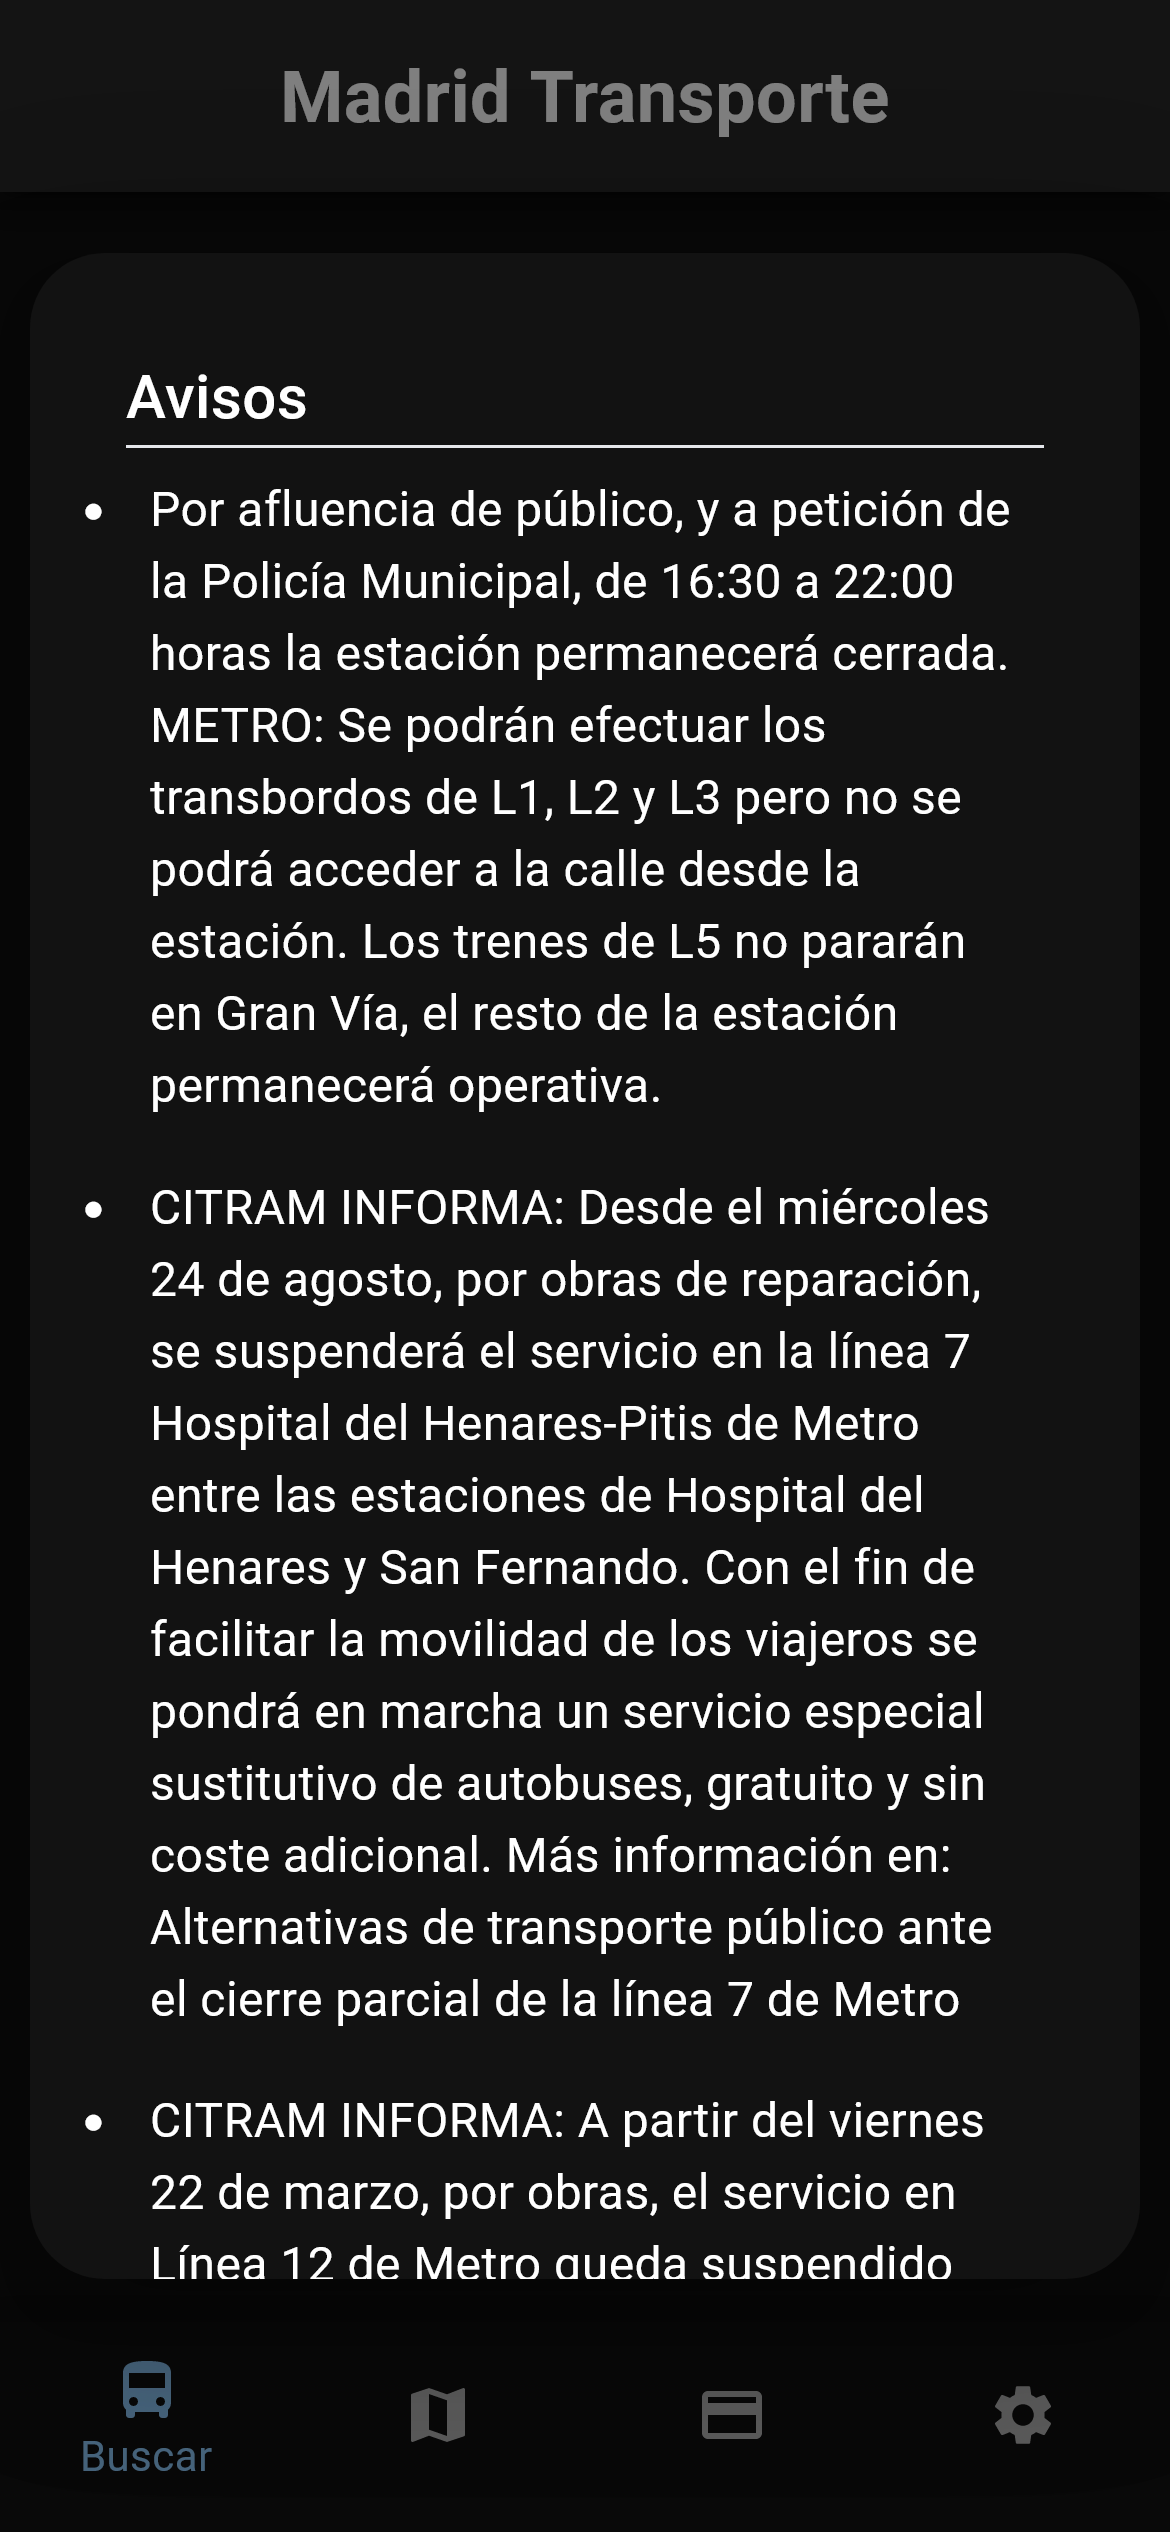 Madrid Transporte
Avisos
• Por afluencia de público, y a petición de
la Policía Municipal, de 16:30 a 22:00
horas la estación permanecerá cerrada.
METRO: Se podrán efectuar los
transbordos de L1, L2 y L3 pero no se
podrá acceder a la calle desde la
estación. Los trenes de L5 no pararán
en Gran Vía, el resto de la estación
permanecerá operativa.
• CITRAM INFORMA: Desde el miércoles
24 de agosto, por obras de reparación,
se suspenderá el servicio en la línea 7
Hospital del Henares-Pitis de Metro
entre las estaciones de Hospital del
Henares y San Fernando. Con el fin de
facilitar la movilidad de los viajeros se
pondrá en marcha un servicio especial
sustitutivo de autobuses, gratuito y sin
coste adicional. Más información en:
Alternativas de transporte público ante
el cierre parcial de la línea 7 de Metro
• CITRAM INFORMA: A partir del viernes
22 de marzo, por obras, el servicio en
Línea 12 de Metro queda suspendido
Buscar